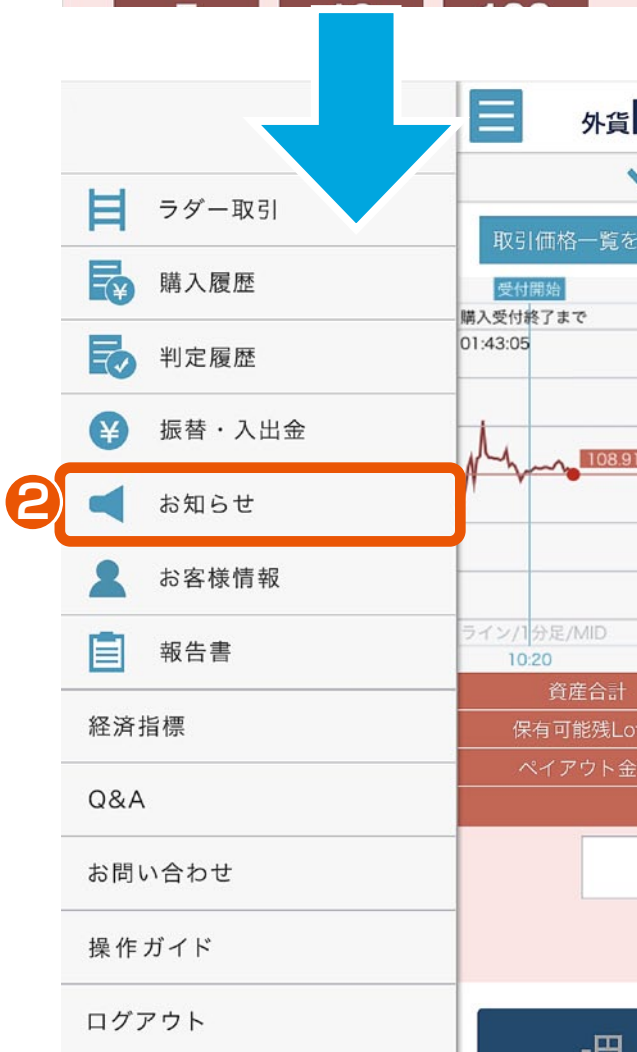 外貨
ラダー取引
取引価格一覧を
購入履歴
受付開始
購入受付終了まで
01:43:05
判定履歴
振替・入出金
108.91
2
お知らせ
お客様情報
報告書
ライン/1分足/MID
10:20
資産合計
経済指標
保有可能残Lo
ペイアウト金
Q&A
お問い合わせ
操作ガイド
ログアウト